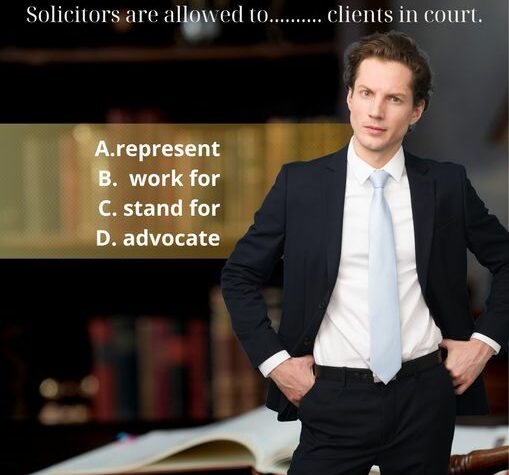 Solicitors are allowed to.......... clients in court.
A.represent
B. work for
C. stand for
D. advocate